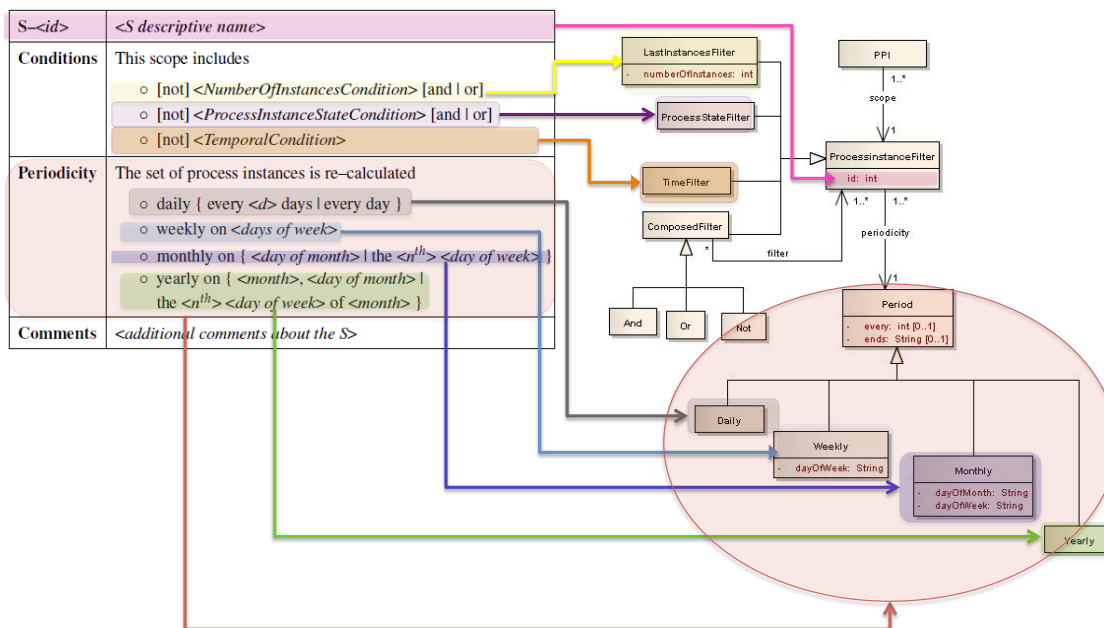 S–<id> <S descriptive name>
Conditions This scope includes
○ [not] <NumberOfInstancesCondition> [and | or]
○ [not] <ProcessInstanceStateCondition> [and | or]
○ [not] <TemporalCondition>
Periodicity The set of process instances is re–calculated
○ daily { every <d> days | every day }
○ weekly on <days of week>
○ monthly on { <day of month> | the <nth> <day of week> }
○ yearly on { <month>, <day of month> |
the <nth> <day of week> of <month> }
Comments <additional comments about the S>
LastInstancesFliter
- numberOfInstances: int
ProcessStateFilter
TimeFilter
ComposedFilter
*
filter
And
Or
Not
PPI
1..*
scope
1
ProcessinstanceFilter
id: int
1..*
1..*
periodicity
1
Period
- every: int [0..1]
- ends: String [0..1]
Daily
Weekly
- dayOfWeek: String
Monthly
- dayOfMonth: String
- dayOfWeek: String
Yearly